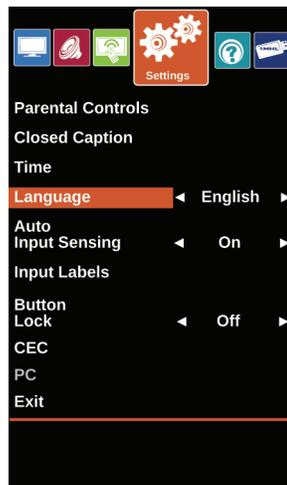 MHL
Settings
Parental Controls
Closed Caption
Time
Language ◄ English ►
Auto
Input Sensing ◄ On ►
Input Labels
Button
Lock ◄ Off ►
CEC
PC
Exit